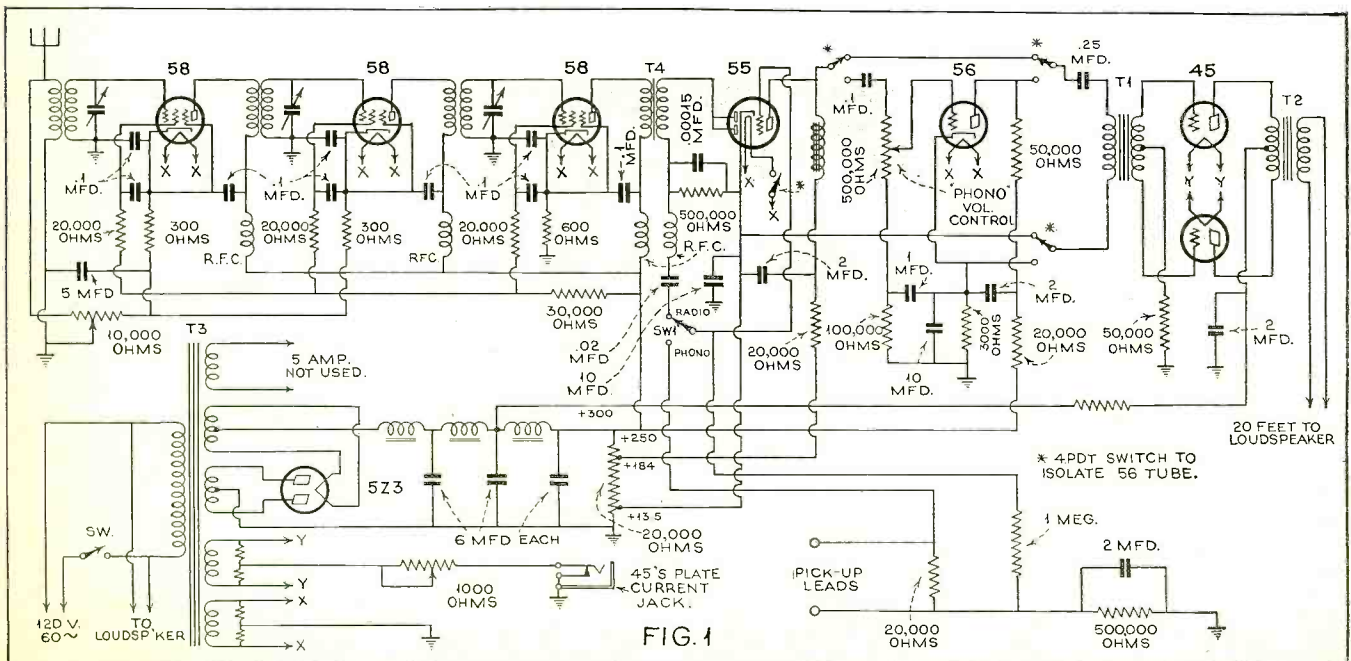 58
58
58
T4
.00015 MFD.
55
*
*
.25 MFD.
T1
45
T2
56
.1 MFD.
.1 MFD.
.1 MFD.
.1 MFD
.1 MFD.
.1 MFD.
X X
X X
X X
X
X
*
X X
Y Y
Y Y
500,000 OHMS
"PHONO" VOL. CONTROL
50,000 OHMS
*
20,000 OHMS
300 OHMS
R.F.C.
20,000 OHMS
300 OHMS
RFC
20,000 OHMS
600 OHMS
500,000 OHMS
R.F.C.
2 MFD.
.1 MFD.
2 MFD.
5 MFD
10,000 OHMS
30,000 OHMS
RADIO
SW1
PHONO
.02 MFD
10 MFD.
20,000 OHMS
100,000 OHMS
10 MFD.
3000 OHMS
20,000 OHMS
50,000 OHMS
2 MFD.
T3
5 AMP. NOT USED.
+300
+250
+184
+13.5
20,000 OHMS
5Z3
6 MFD EACH
20 FEET TO LOUDSPEAKER
* 4PDT SWITCH TO ISOLATE 56 TUBE.
SW.
120 V. 60~
TO LOUDSP'KER
Y
Y
X
X
1000 OHMS
45'S PLATE CURRENT JACK.
FIG. 1
PICK-UP LEADS
20,000 OHMS
1 MEG.
2 MFD.
500,000 OHMS